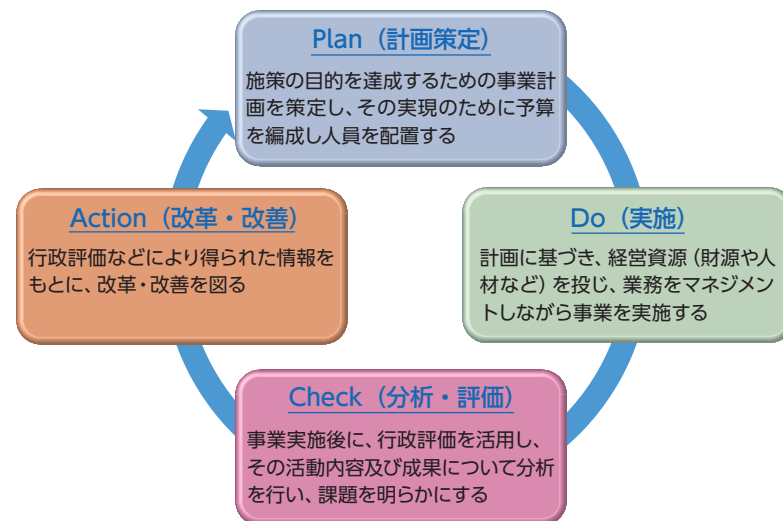 Plan（計画策定）
施策の目的を達成するための事業計
画を策定し、その実現のために予算
を編成し人員を配置する
Action（改革・改善）
行政評価などにより得られた情報を
もとに、改革・改善を図る
Do（実施）
計画に基づき、経営資源（財源や人
材など）を投じ、業務をマネジメン
トしながら事業を実施する
Check（分析・評価）
事業実施後に、行政評価を活用し、
その活動内容及び成果について分析
を行い、課題を明らかにする